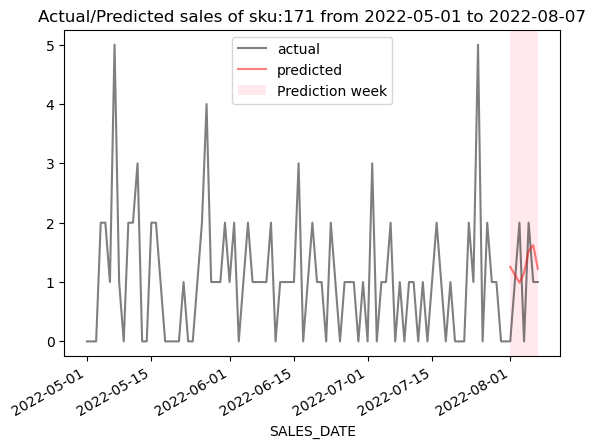 Actual/Predicted sales of sku:171 from 2022-05-01 to 2022-08-07
actual
predicted
Prediction week
5
4
3
2
1
0
2022-05-01
2022-05-15
2022-06-01
2022-06-15
2022-07-01
2022-07-15
2022-08-01
SALES_DATE